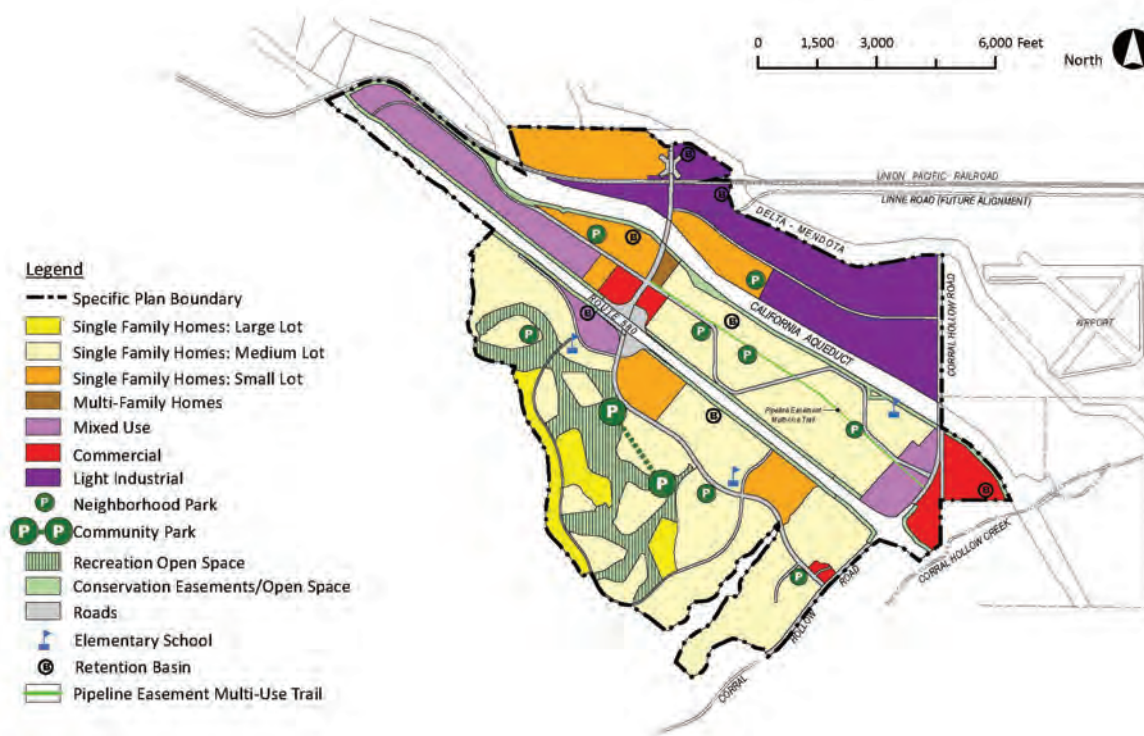 0 1,500 3,000 6,000 Feet
North
UNION PACIFIC RAILROAD
LINNE ROAD (FUTURE ALIGNMENT)
DELTA - MENDOTA
CORRAL HOLLOW ROAD
AIRPORT
CALIFORNIA AQUEDUCT
ROUTE 580
Pipeline Easement
Multi-Use Trail
CORRAL HOLLOW CREEK
CORRAL HOLLOW ROAD
B
B
P
B
P
B
P
B
P
P
B
P
P
P
P
P
B
P
Legend
Specific Plan Boundary
Single Family Homes: Large Lot
Single Family Homes: Medium Lot
Single Family Homes: Small Lot
Multi-Family Homes
Mixed Use
Commercial
Light Industrial
P Neighborhood Park
P P Community Park
Recreation Open Space
Conservation Easements/Open Space
Roads
Elementary School
B Retention Basin
Pipeline Easement Multi-Use Trail